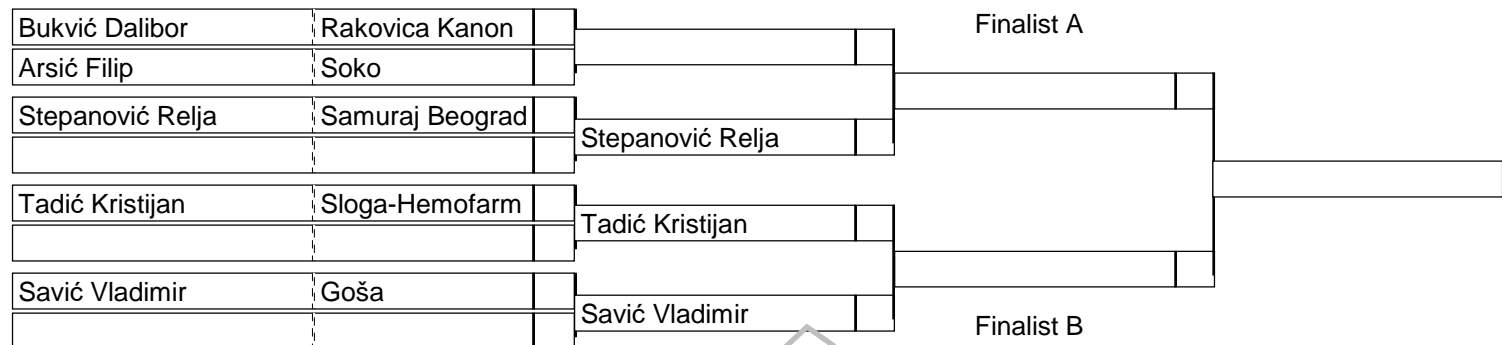 Bukvić Dalibor Rakovica Kanon
Arsić Filip Soko
Stepanović Relja Samuraj Beograd
Tadić Kristijan Sloga-Hemofarm
Savić Vladimir Goša
Stepanović Relja
Tadić Kristijan
Savić Vladimir
Finalist A
Finalist B